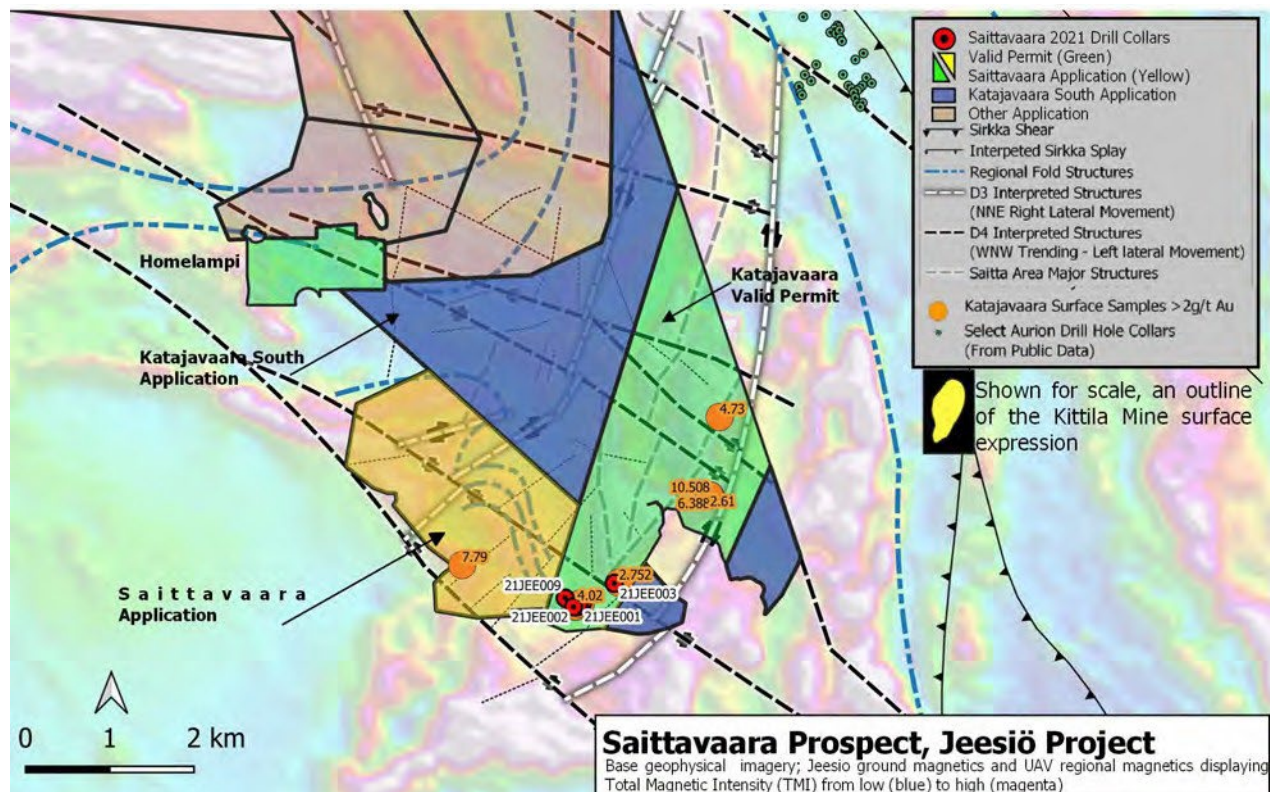 Saittavaara 2021 Drill Collars
Valid Permit (Green)
Saittavaara Application (Yellow)
Katajavaara South Application
Other Application
Sirkka Shear
Interpeted Sirkka Splay
Regional Fold Structures
D3 Interpreted Structures
(NNE Right Lateral Movement)
D4 Interpretted Structures
(WNW Trending - Left lateral Movement)
Saitta Area Major Structures
Katajavaara Surface Samples >2g/t Au
Select Aurion Drill Hole Collars
(From Public Data)
Shown for scale, an outline
of the Kittila Mine surface
expression
Homelampi
Katajavaara
Valid Permit
Katajavaara South
Application
4.73
10.508
6.388
2.61
7.79
2.752
21JEE009
4.02
21JEE003
21JEE002
21JEE001
Saittavaara
Application
0 1 2 km
Saittavaara Prospect, Jeesiö Project
Base geophysical imagery; Jeesio ground magnetics and UAV regional magnetics displaying
Total Magnetic Intensity (TMI) from low (blue) to high (magenta)